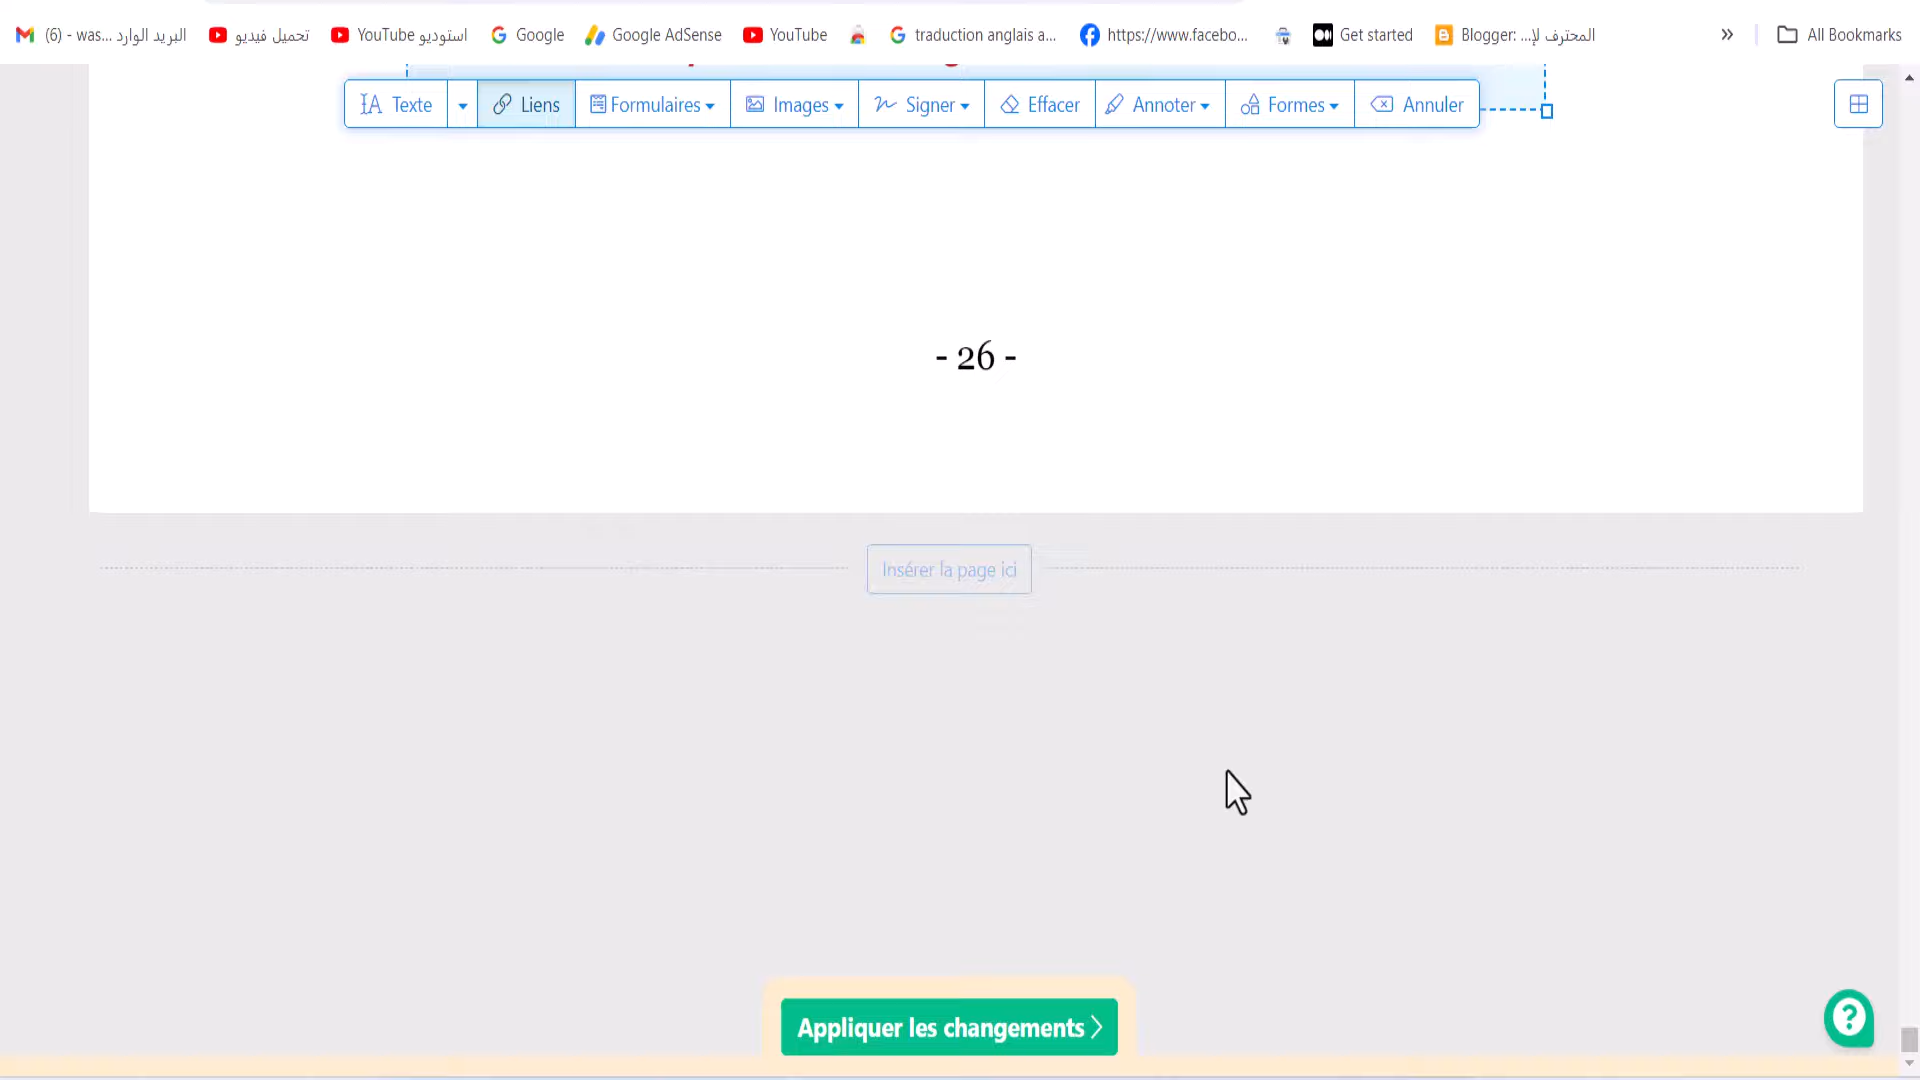 (6) - was... البريد الوارد
تحميل فيديو
استوديو YouTube
Google
Google AdSense
YouTube
traduction anglais a...
https://www.facebo...
Get started
Blogger: ...المحترف لإ
»
All Bookmarks
Texte
Liens
Formulaires
Images
Signer
Effacer
Annoter
Formes
Annuler
- 26 -
Insérer la page ici
Appliquer les changements
?